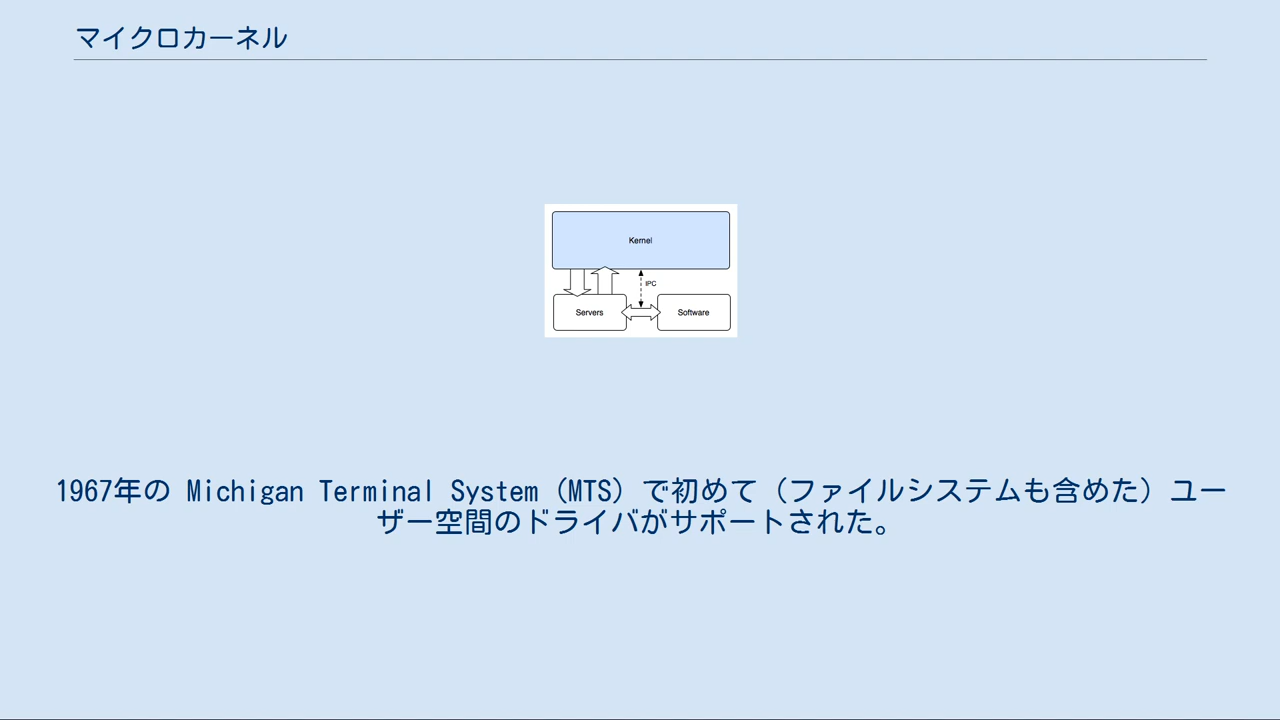 マイクロカーネル
Kernel
IPC
Servers
Software
1967年の Michigan Terminal System（MTS）で初めて（ファイルシステムも含めた）ユー
ザー空間のドライバがサポートされた。